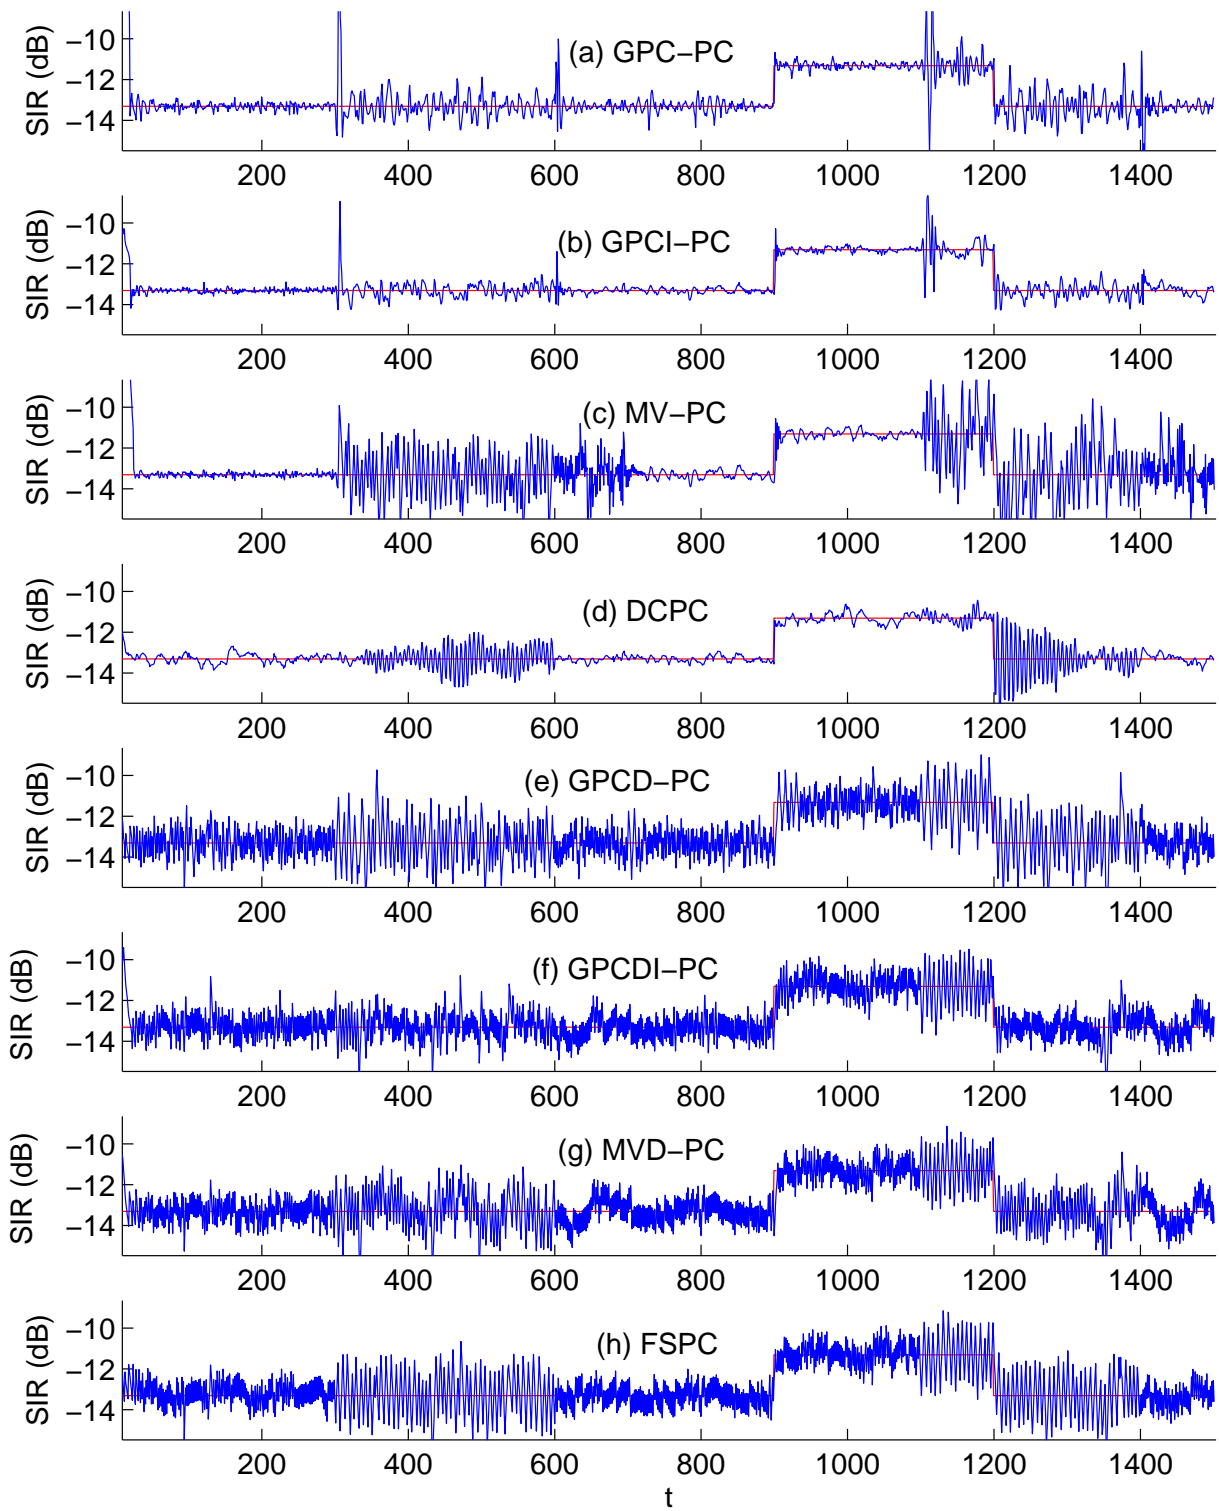 SIR (dB)
−10
−12
−14
(a) GPC−PC
200 400 600 800 1000 1200 1400
SIR (dB)
−10
−12
−14
(b) GPCI−PC
200 400 600 800 1000 1200 1400
SIR (dB)
−10
−12
−14
(c) MV−PC
200 400 600 800 1000 1200 1400
SIR (dB)
−10
−12
−14
(d) DCPC
200 400 600 800 1000 1200 1400
SIR (dB)
−10
−12
−14
(e) GPCD−PC
200 400 600 800 1000 1200 1400
SIR (dB)
−10
−12
−14
(f) GPCDI−PC
200 400 600 800 1000 1200 1400
SIR (dB)
−10
−12
−14
(g) MVD−PC
200 400 600 800 1000 1200 1400
SIR (dB)
−10
−12
−14
(h) FSPC
200 400 600 800 1000 1200 1400
t